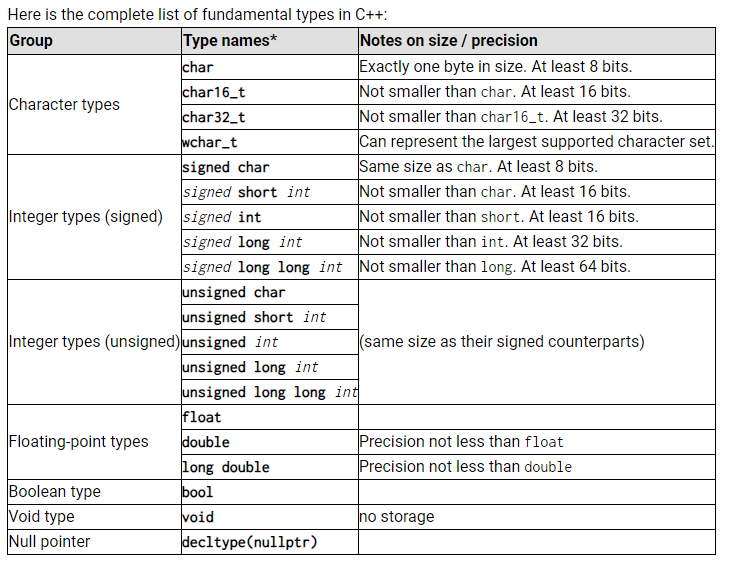 Here is the complete list of fundamental types in C++:
Group Type names* Notes on size / precision
Character types
char Exactly one byte in size. At least 8 bits.
char16_t Not smaller than char. At least 16 bits.
char32_t Not smaller than char16_t. At least 32 bits.
wchar_t Can represent the largest supported character set.
Integer types (signed)
signed char Same size as char. At least 8 bits.
signed short int Not smaller than char. At least 16 bits.
signed int Not smaller than short. At least 16 bits.
signed long int Not smaller than int. At least 32 bits.
signed long long int Not smaller than long. At least 64 bits.
Integer types (unsigned)
unsigned char
unsigned short int
unsigned int
unsigned long int
unsigned long long int
(same size as their signed counterparts)
Floating-point types
float
double Precision not less than float
long double Precision not less than double
Boolean type bool
Void type void no storage
Null pointer decltype(nullptr)